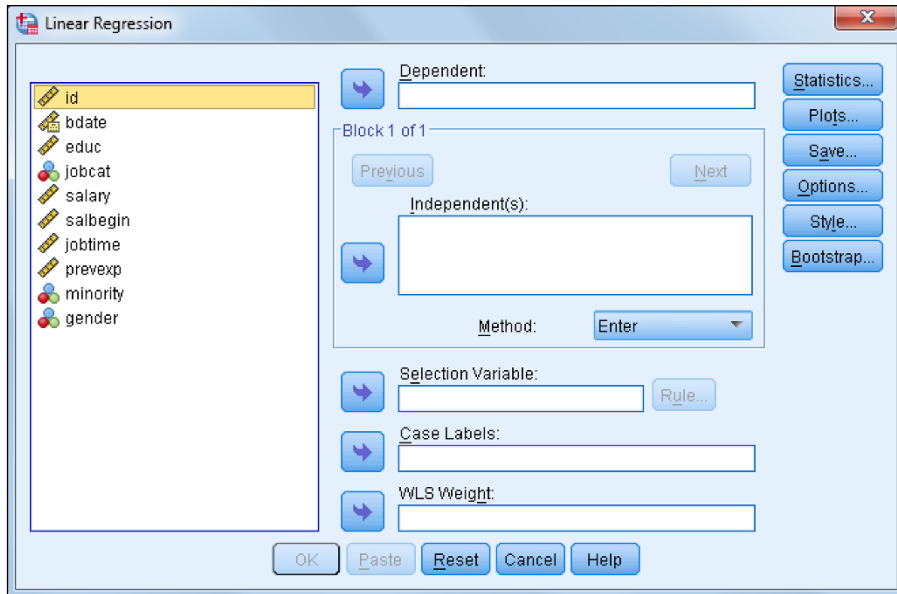 Linear Regression
id
bdate
educ
jobcat
salary
salbegin
jobtime
prevexp
minority
gender
Dependent:
Block 1 of 1
Previous
Next
Independent(s):
Method:
Enter
Selection Variable:
Rule...
Case Labels:
WLS Weight:
Statistics...
Plots...
Save...
Options...
Style...
Bootstrap...
OK
Paste
Reset
Cancel
Help